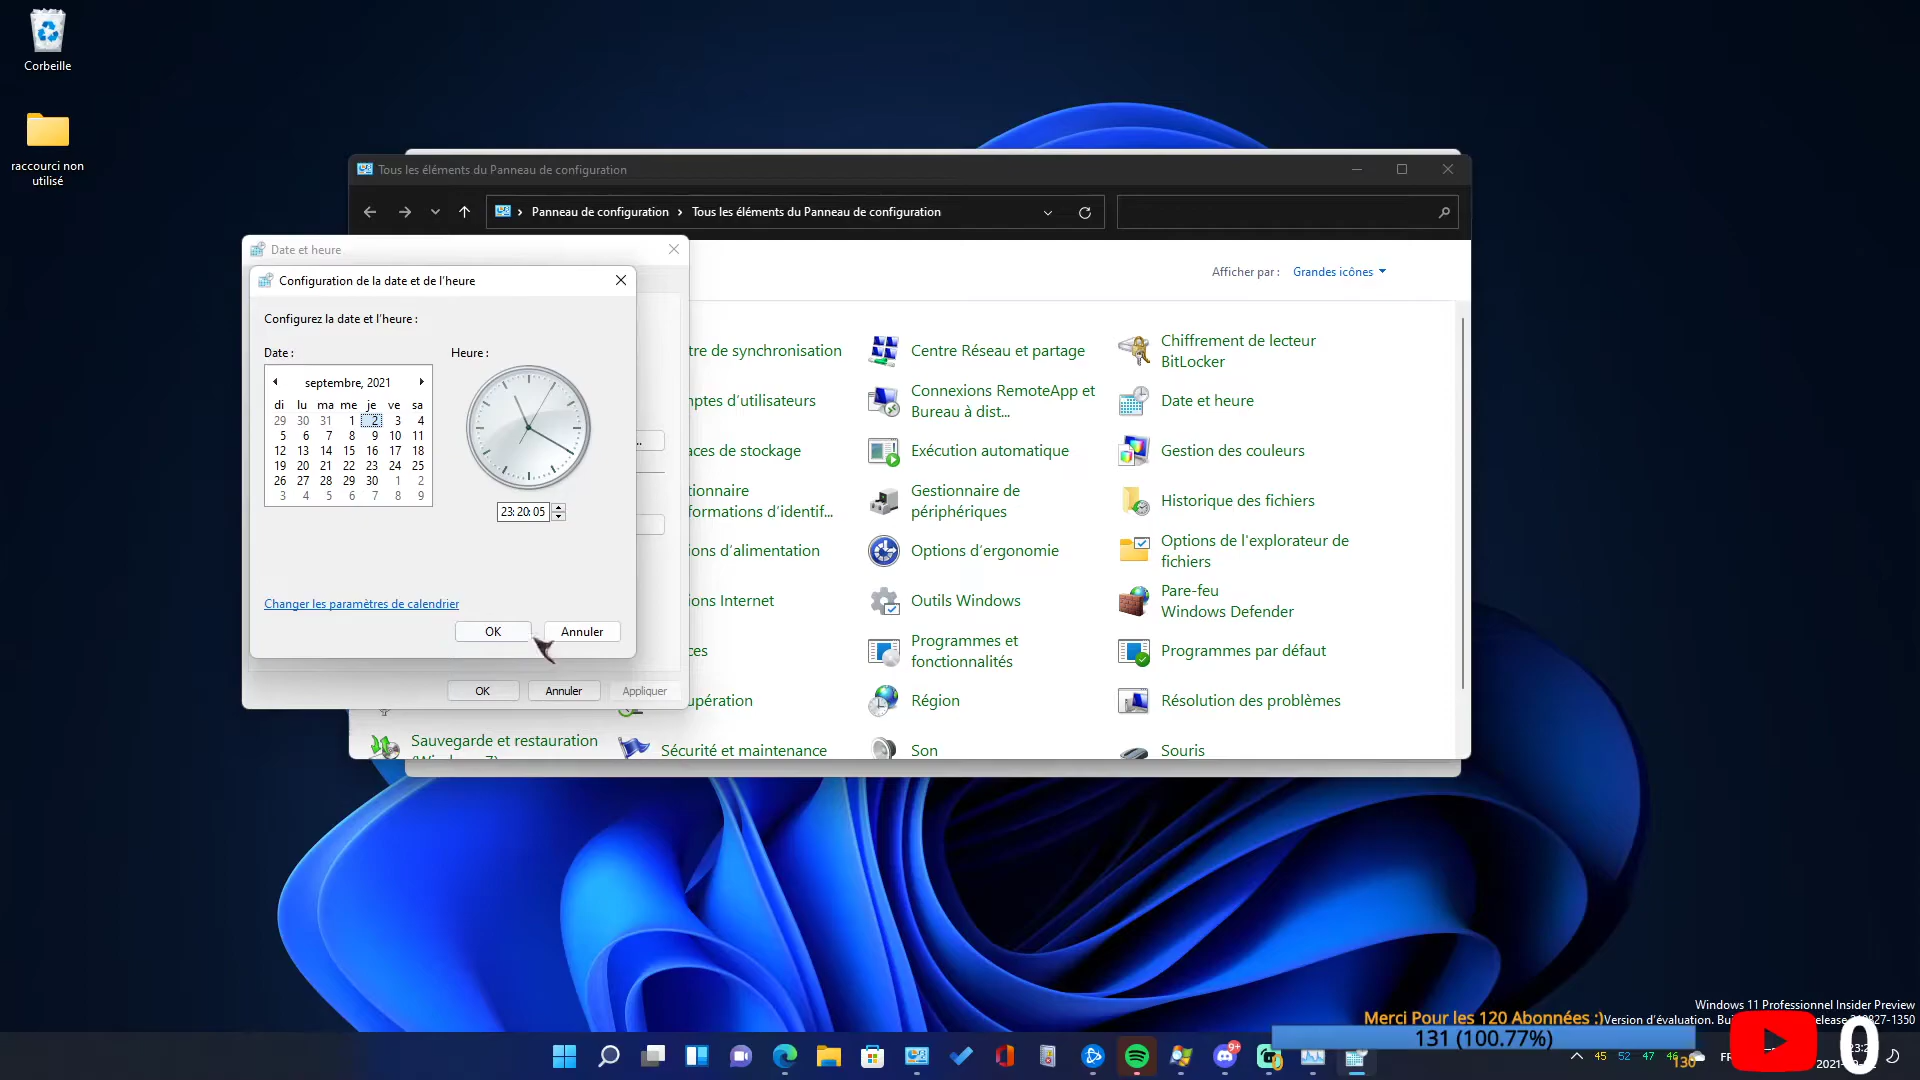 Corbeille
raccourci non
utilisé
Tous les éléments du Panneau de configuration
Panneau de configuration
Tous les éléments du Panneau de configuration
Date et heure
Configuration de la date et de l'heure
Configurez la date et l'heure :
Date :
Heure :
septembre, 2021
di lu ma me je ve sa
29 30 31 1 2 3 4
5 6 7 8 9 10 11
12 13 14 15 16 17 18
19 20 21 22 23 24 25
26 27 28 29 30 1 2
3 4 5 6 7 8 9
23:20:05
Changer les paramètres de calendrier
OK
Annuler
OK
Annuler
Appliquer
Afficher par :
Grandes icônes
tre de synchronisation
Centre Réseau et partage
Chiffrement de lecteur
BitLocker
mptes d'utilisateurs
Connexions RemoteApp et
Bureau à dist...
Date et heure
aces de stockage
Exécution automatique
Gestion des couleurs
tionnaire
formations d'identif...
Gestionnaire de
périphériques
Historique des fichiers
ions d'alimentation
Options d'ergonomie
Options de l'explorateur de
fichiers
ions Internet
Outils Windows
Pare-feu
Windows Defender
ces
Programmes et
fonctionnalités
Programmes par défaut
upération
Région
Résolution des problèmes
Sauvegarde et restauration
Sécurité et maintenance
Son
Souris
Windows 11 Professionnel Insider Preview
Merci Pour les 120 Abonnées :)
Version d'évaluation.
131 (100.77%)
9+
0
45 52 47 46
130
0